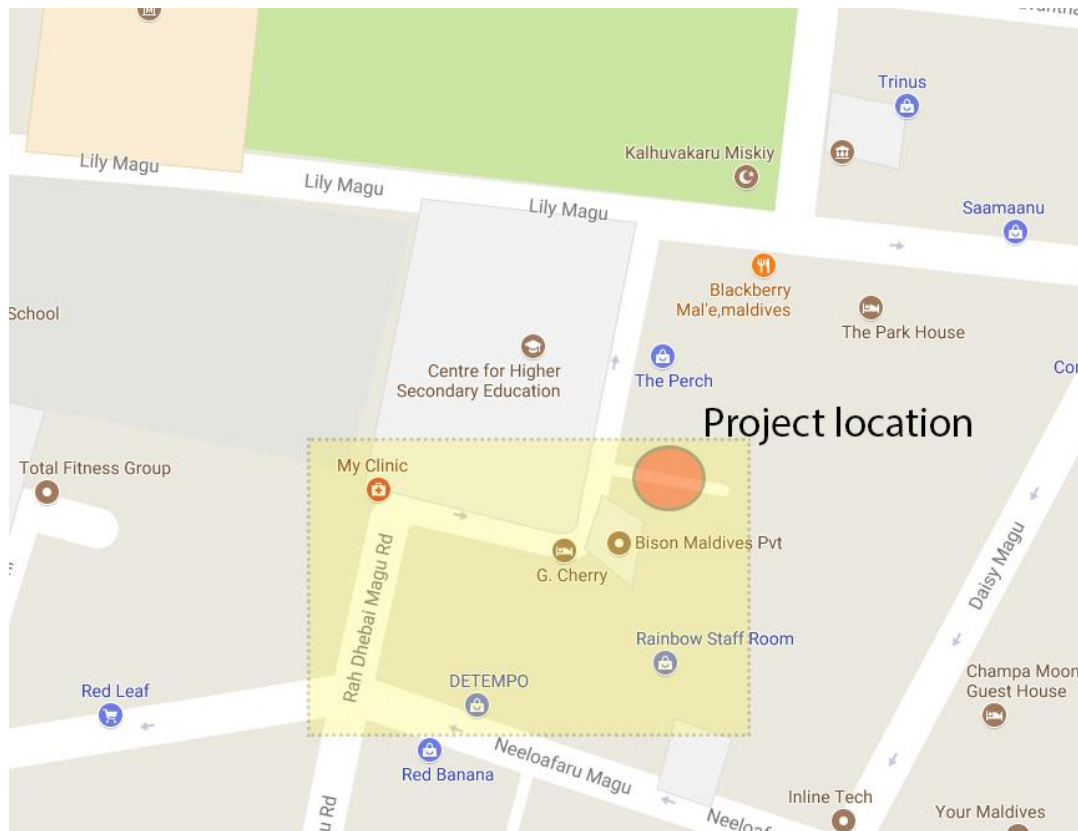 Trinus
Lily Magu
Kalhuvakaru Miskiy
Lily Magu
Lily Magu
Saamaanu
Blackberry
Mal'e,maldives
School
The Park House
Centre for Higher
Secondary Education
The Perch
Project location
My Clinic
Total Fitness Group
Bison Maldives Pvt
G. Cherry
Daisy Magu
Rah Dhebai Magu Rd
Rainbow Staff Room
DETEMPO
Red Leaf
Champa Moon
Guest House
Neeloafaru Magu
Red Banana
Inline Tech
Your Maldives
u Rd